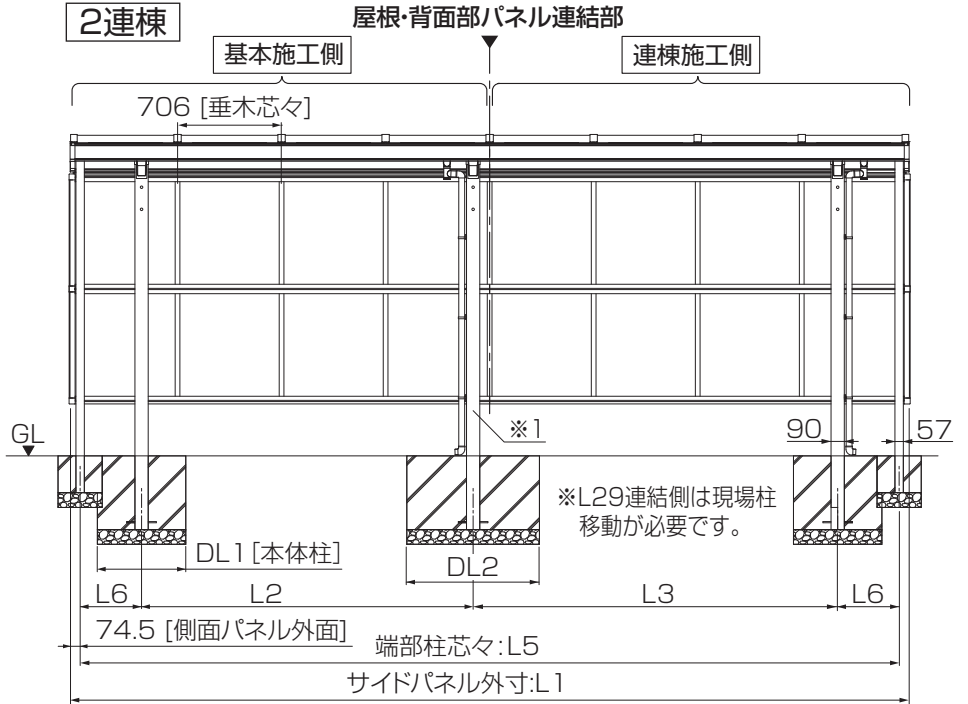 2連棟
屋根･背面部パネル連結部
基本施工側
連棟施工側
706 [垂木芯々]
※1
90
57
GL
※L29連結側は現場柱
移動が必要です。
DL1[本体柱]
DL2
L6
L2
L3
L6
74.5 [側面パネル外面]
端部柱芯々:L5
サイドパネル外寸:L1